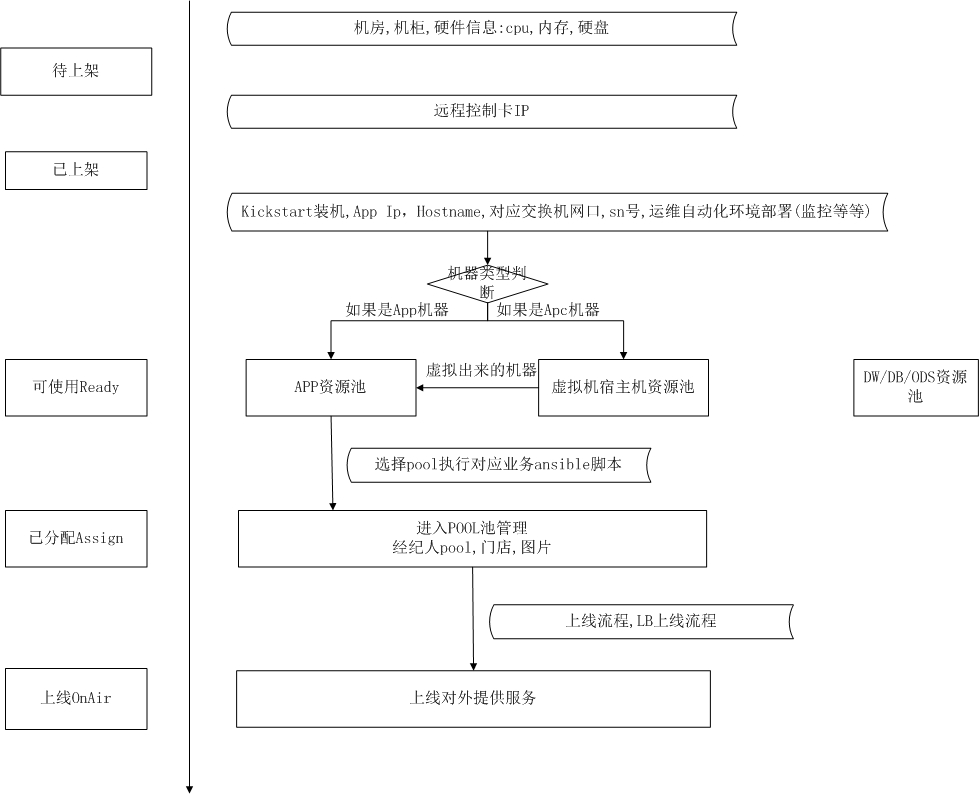 机房,机柜,硬件信息:cpu,内存,硬盘
待上架
远程控制卡IP
已上架
Kickstart装机,App Ip，Hostname,对应交换机网口,sn号,运维自动化环境部署(监控等等)
机器类型判
断
如果是App机器
如果是Apc机器
可使用Ready
APP资源池
虚拟出来的机器
虚拟机宿主机资源池
DW/DB/ODS资源
池
选择pool执行对应业务ansible脚本
已分配Assign
进入POOL池管理
经纪人pool,门店,图片
上线流程,LB上线流程
上线OnAir
上线对外提供服务